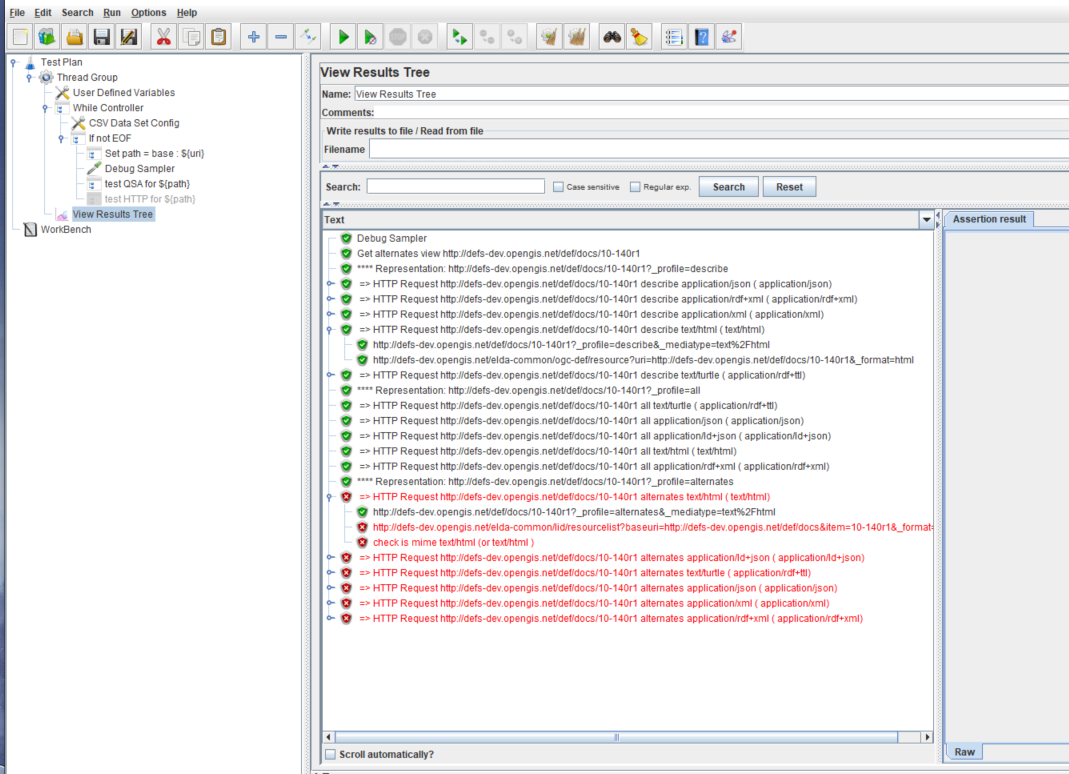 File Edit Search Run Options Help
Test Plan
Thread Group
User Defined Variables
While Controller
CSV Data Set Config
If not EOF
Set path = base : ${uri}
Debug Sampler
test QSA for ${path}
test HTTP for ${path}
View Results Tree
WorkBench
View Results Tree
Name: View Results Tree
Comments:
Write results to file / Read from file
Filename
Search: Case sensitive Regular exp. Search Reset
Text
Debug Sampler
Get alternates view http://defs-dev.opengis.net/def/docs/10-140r1
**** Representation: http://defs-dev.opengis.net/def/docs/10-140r1?_profile=describe
=> HTTP Request http://defs-dev.opengis.net/def/docs/10-140r1 describe application/json ( application/json)
=> HTTP Request http://defs-dev.opengis.net/def/docs/10-140r1 describe application/rdf+xml ( application/rdf+xml)
=> HTTP Request http://defs-dev.opengis.net/def/docs/10-140r1 describe application/xml ( application/xml)
=> HTTP Request http://defs-dev.opengis.net/def/docs/10-140r1 describe text/html ( text/html)
http://defs-dev.opengis.net/def/docs/10-140r1?_profile=describe&_mediatype=text%2Fhtml
http://defs-dev.opengis.net/elda-common/ogc-def/resource?uri=http://defs-dev.opengis.net/def/docs/10-140r1&_format=html
=> HTTP Request http://defs-dev.opengis.net/def/docs/10-140r1 describe text/turtle ( application/rdf+ttl)
**** Representation: http://defs-dev.opengis.net/def/docs/10-140r1?_profile=all
=> HTTP Request http://defs-dev.opengis.net/def/docs/10-140r1 all text/turtle ( application/rdf+ttl)
=> HTTP Request http://defs-dev.opengis.net/def/docs/10-140r1 all application/json ( application/json)
=> HTTP Request http://defs-dev.opengis.net/def/docs/10-140r1 all application/ld+json ( application/ld+json)
=> HTTP Request http://defs-dev.opengis.net/def/docs/10-140r1 all text/html ( text/html)
=> HTTP Request http://defs-dev.opengis.net/def/docs/10-140r1 all application/rdf+xml ( application/rdf+xml)
**** Representation: http://defs-dev.opengis.net/def/docs/10-140r1?_profile=alternates
=> HTTP Request http://defs-dev.opengis.net/def/docs/10-140r1 alternates text/html ( text/html)
http://defs-dev.opengis.net/def/docs/10-140r1?_profile=alternates&_mediatype=text%2Fhtml
http://defs-dev.opengis.net/elda-common/lid/resourcelist?baseuri=http://defs-dev.opengis.net/def/docs&item=10-140r1&_format=
check is mime text/html (or text/html )
=> HTTP Request http://defs-dev.opengis.net/def/docs/10-140r1 alternates application/ld+json ( application/ld+json)
=> HTTP Request http://defs-dev.opengis.net/def/docs/10-140r1 alternates text/turtle ( application/rdf+ttl)
=> HTTP Request http://defs-dev.opengis.net/def/docs/10-140r1 alternates application/json ( application/json)
=> HTTP Request http://defs-dev.opengis.net/def/docs/10-140r1 alternates application/xml ( application/xml)
=> HTTP Request http://defs-dev.opengis.net/def/docs/10-140r1 alternates application/rdf+xml ( application/rdf+xml)
Scroll automatically?
Assertion result
Raw